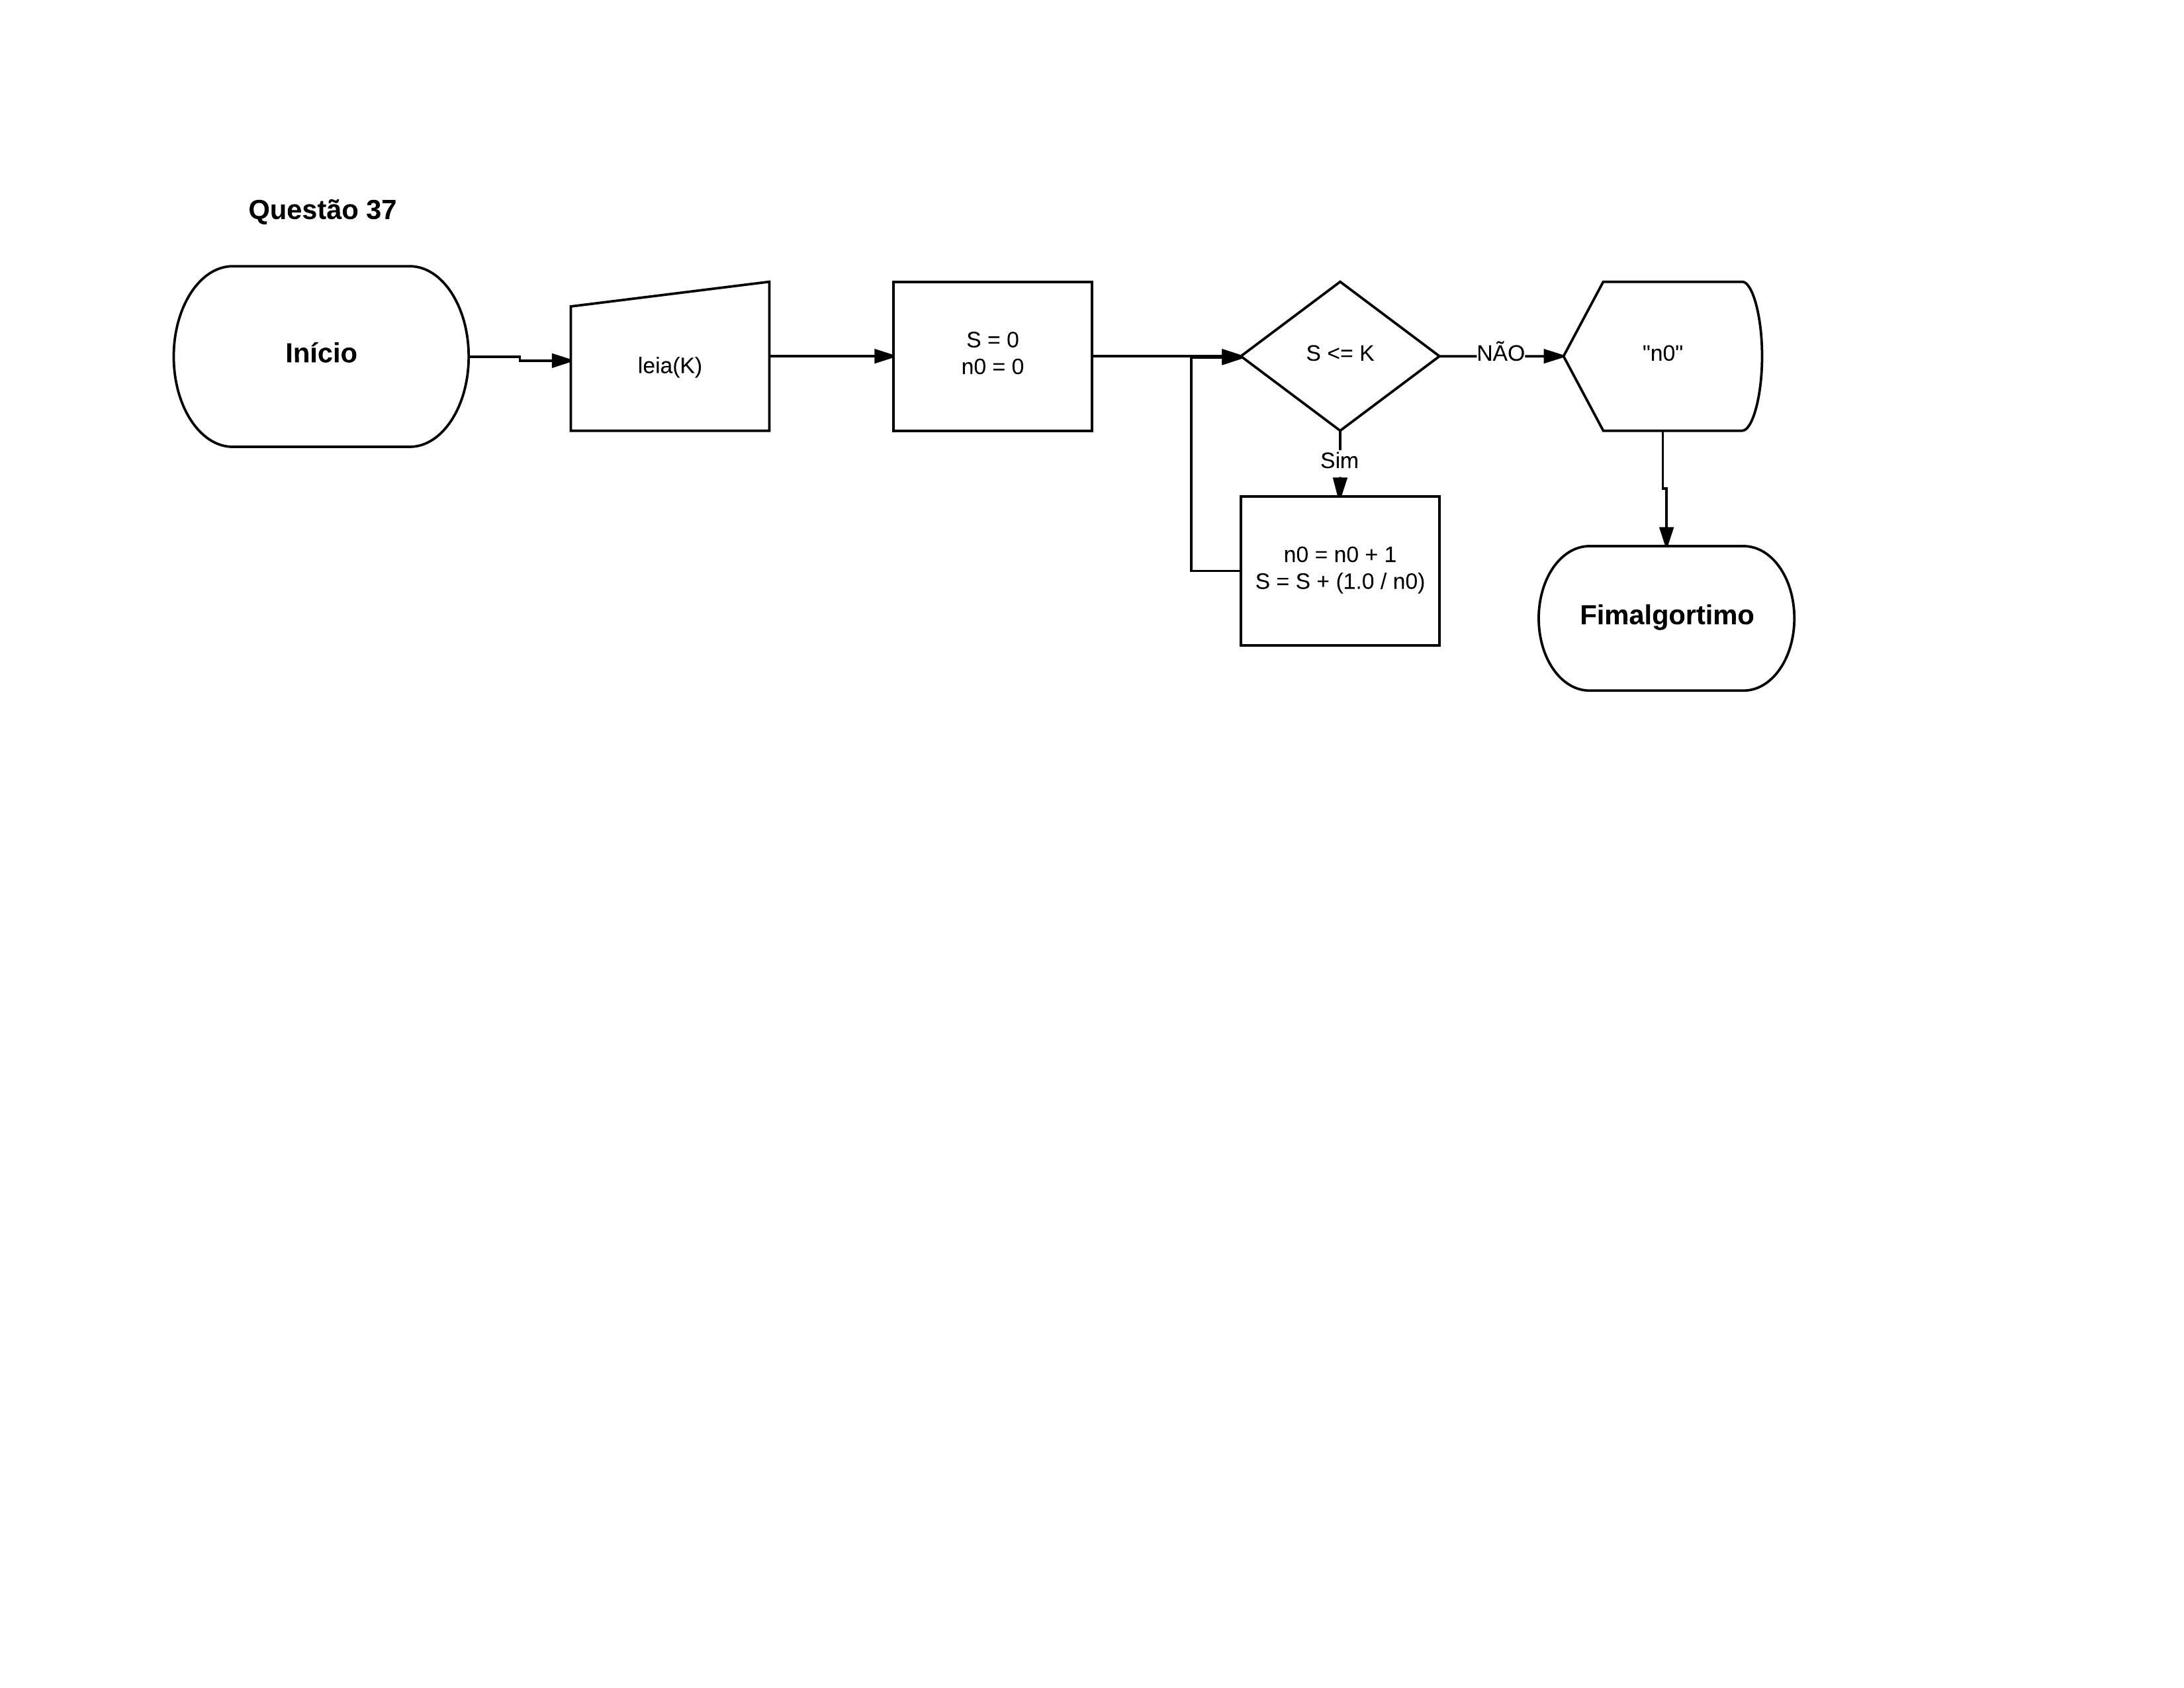 Questão 37
Início
leia(K)
S = 0
n0 = 0
S <= K
NÃO
"n0"
Sim
n0 = n0 + 1
S = S + (1.0 / n0)
Fimalgortimo